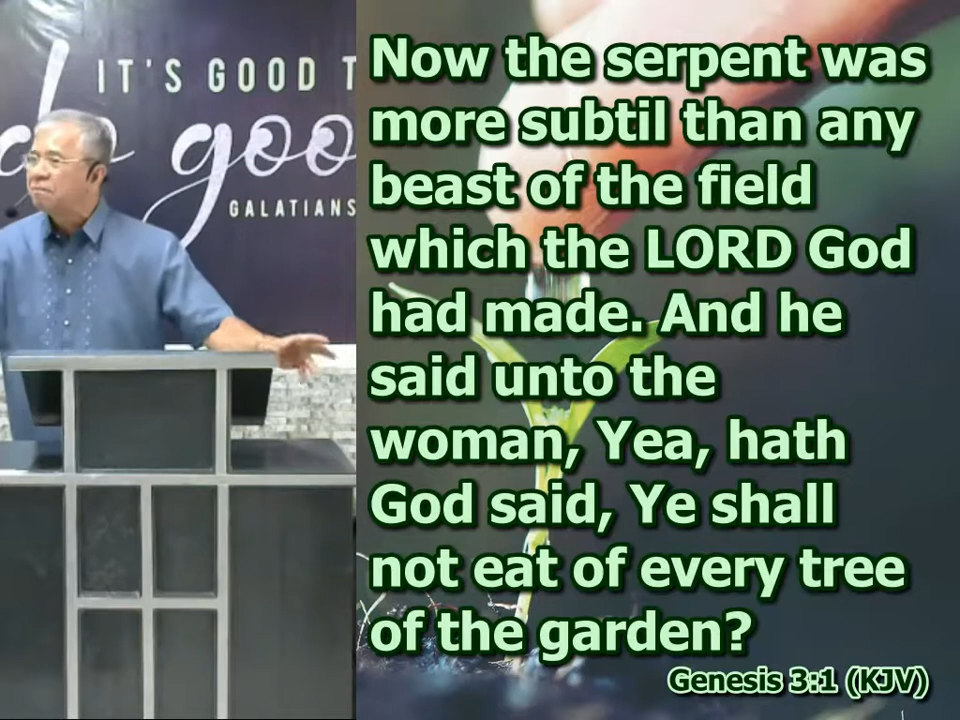 IT'S GOOD T
do goo
GALATIANS
Now the serpent was
more subtil than any
beast of the field
which the LORD God
had made. And he
said unto the
woman, Yea, hath
God said, Ye shall
not eat of every tree
of the garden?
Genesis 3:1 (KJV)